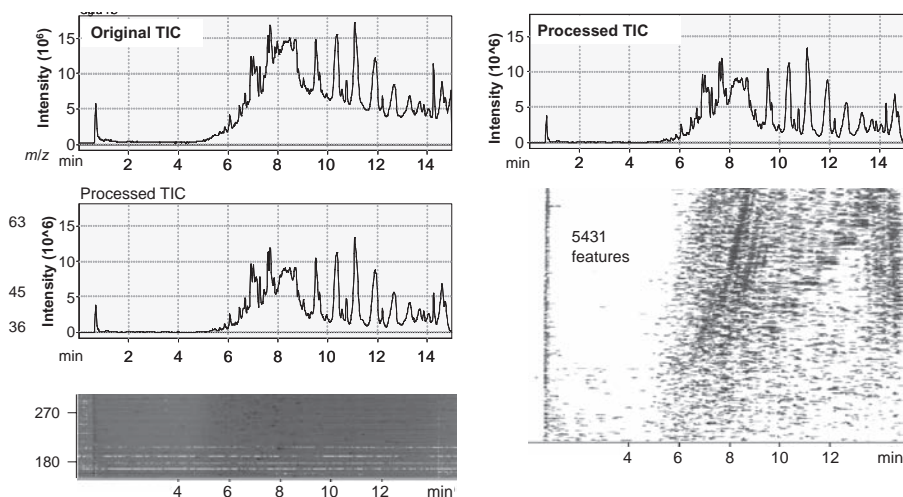 Original TIC
Intensity (10⁶)
15
10
5
0
m/z
min
2 4 6 8 10 12 14
Processed TIC
Intensity (10^6)
15
10
5
0
2 4 6 8 10 12 14
min
Processed TIC
63
45
36
Intensity (10^6)
15
10
5
0
min
2 4 6 8 10 12 14
5431
features
4 6 8 10 12 min
270
180
4 6 8 10 12 min